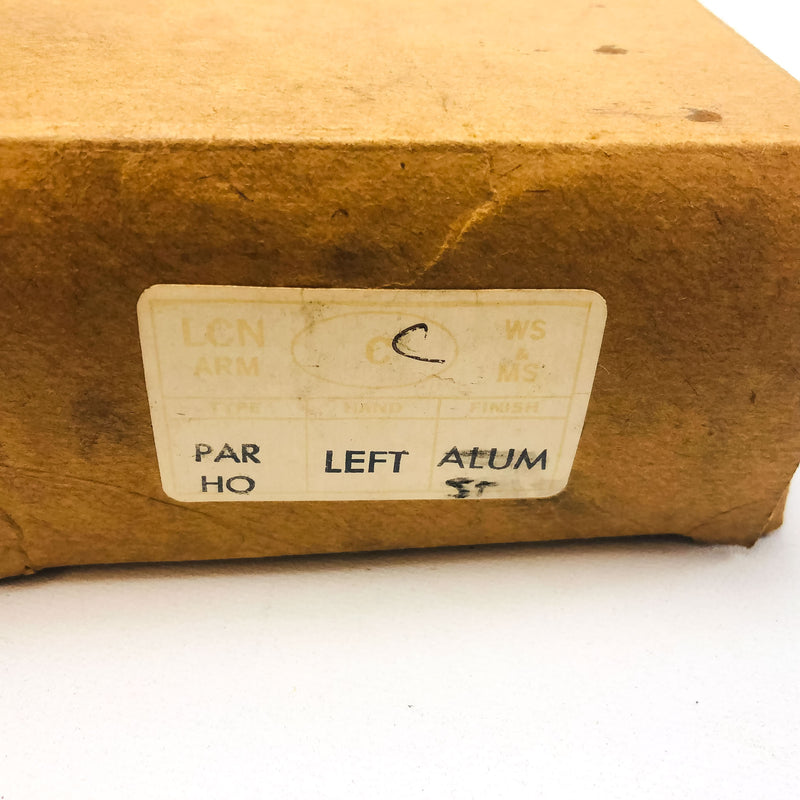 LCN C C WS
ARM & MS
TYPE HAND FINISH
PAR LEFT ALUM
HO